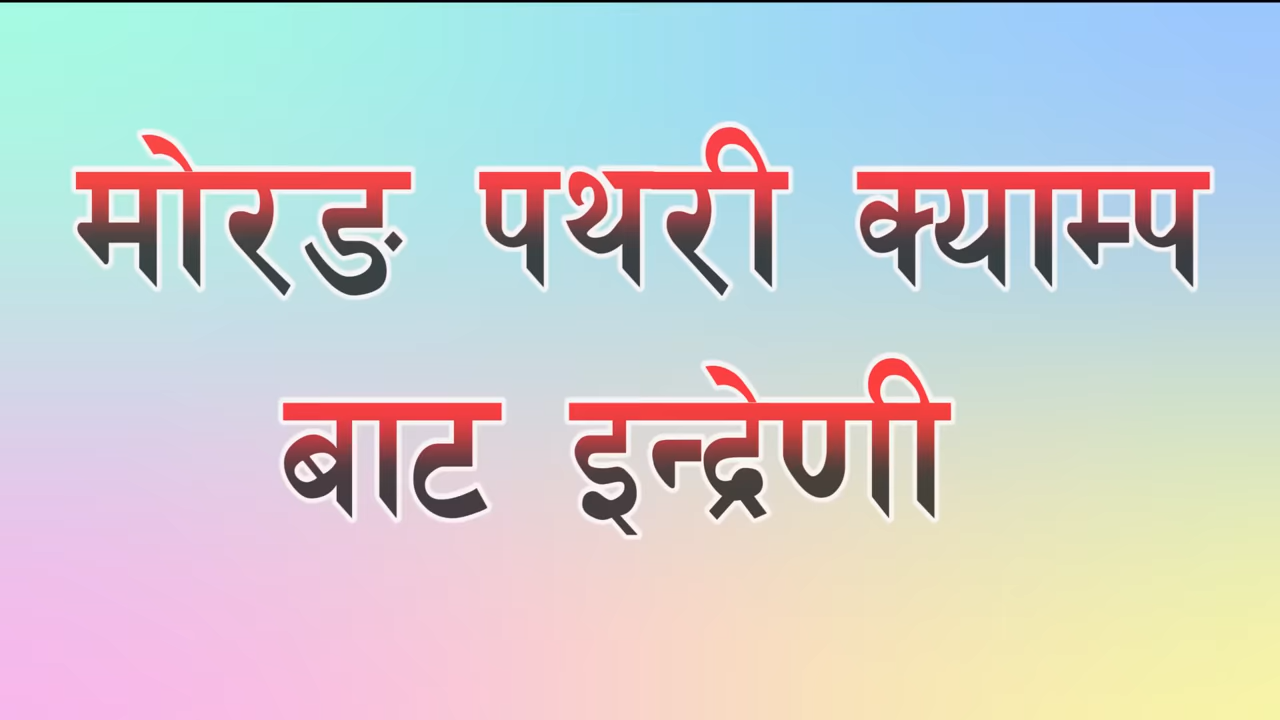 मोरङ पथरी क्याम्प
बाट इन्द्रेणी